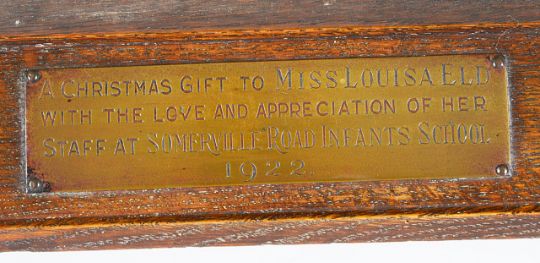 A CHRISTMAS GIFT TO MISS LOUISA ELD
WITH THE LOVE AND APPRECIATION OF HER
STAFF AT SOMERVILLE ROAD INFANTS SCHOOL
1922.